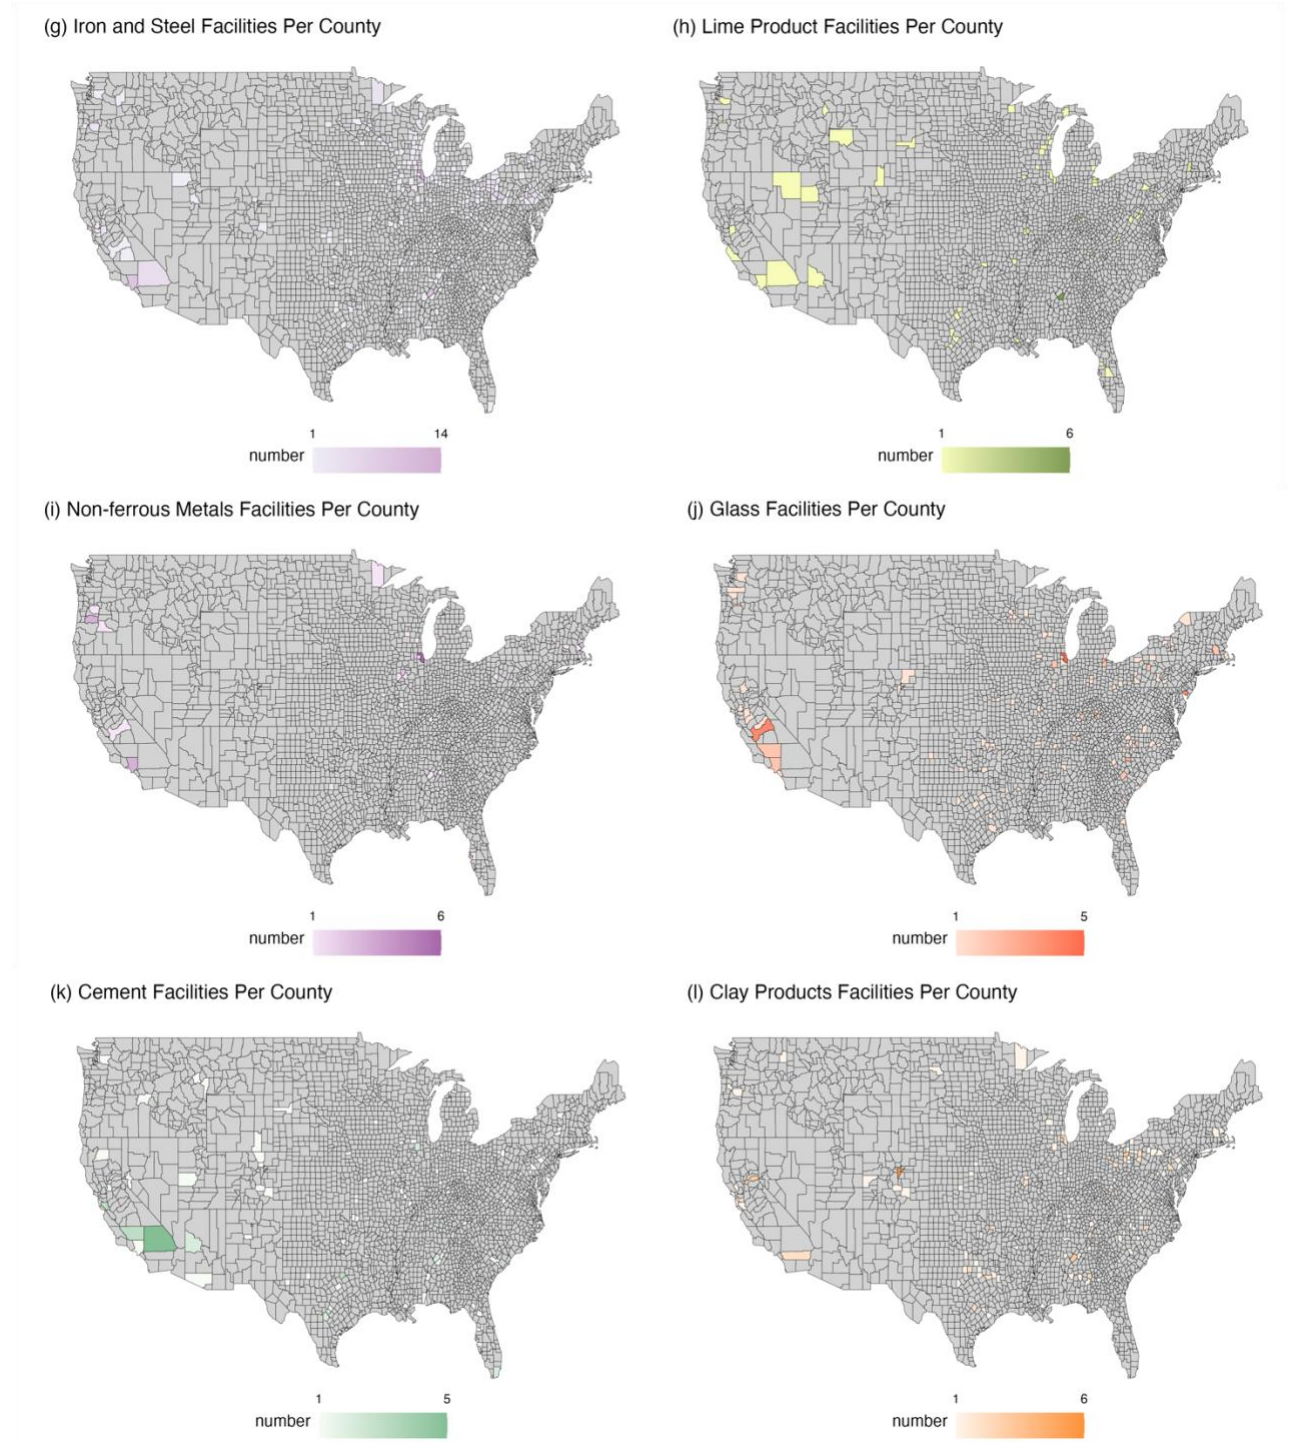 (g) Iron and Steel Facilities Per County
(h) Lime Product Facilities Per County
1 14
number
1 6
number
(i) Non-ferrous Metals Facilities Per County
(j) Glass Facilities Per County
1 6
number
1 5
number
(k) Cement Facilities Per County
(l) Clay Products Facilities Per County
1 5
number
1 6
number